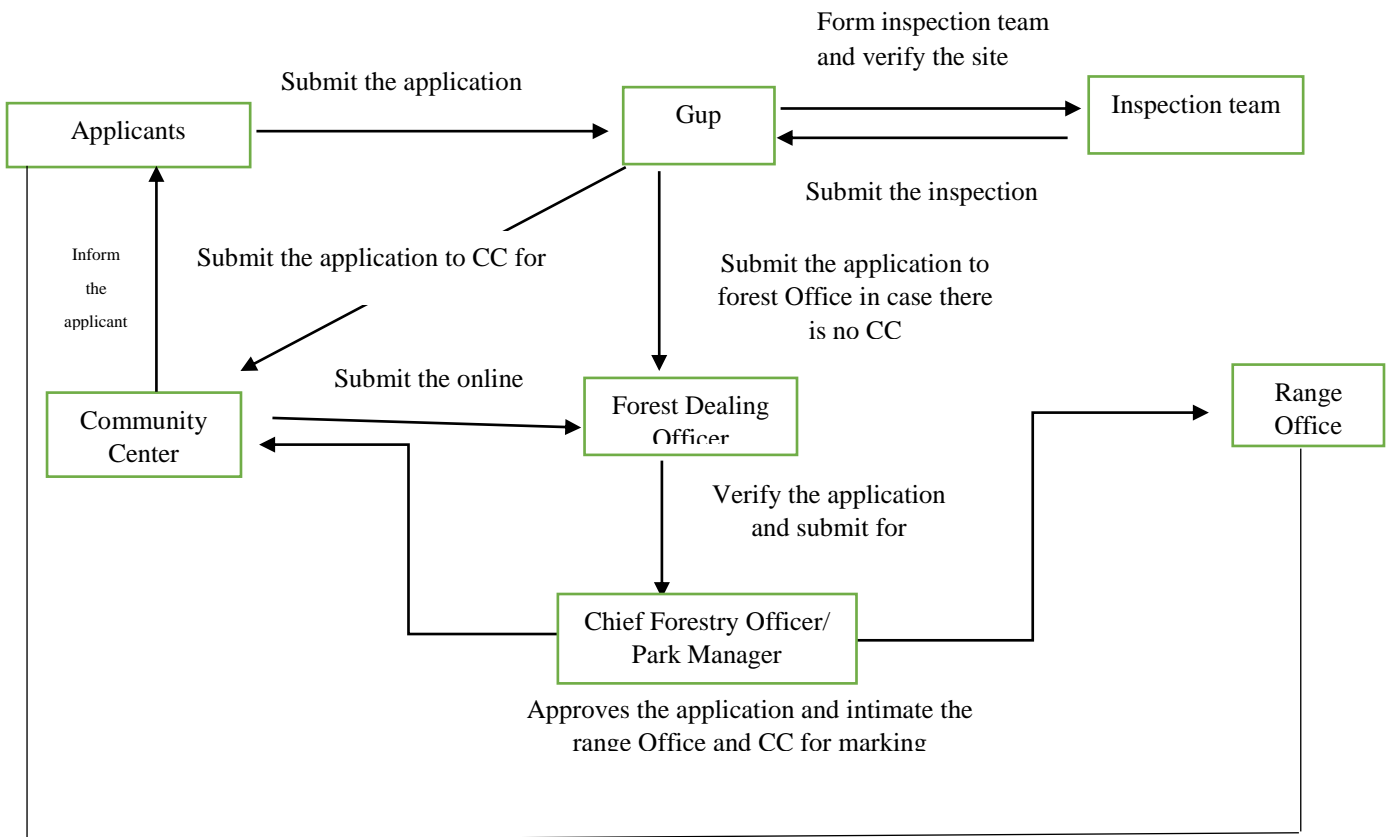 Form inspection team
and verify the site
Submit the application
Applicants
Gup
Inspection team
Submit the inspection
Inform
the
applicant
Submit the application to CC for
Submit the application to
forest Office in case there
is no CC
Submit the online
Community
Center
Forest Dealing
Officer
Range
Office
Verify the application
and submit for
Chief Forestry Officer/
Park Manager
Approves the application and intimate the
range Office and CC for marking